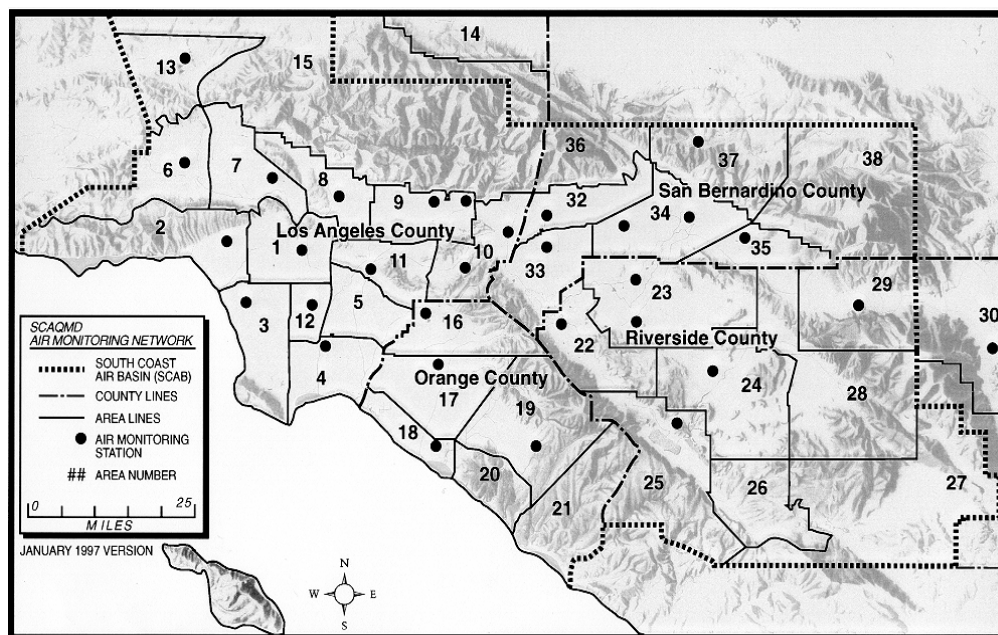 14
13
15
36
37
38
6
7
8
San Bernardino County
9
32
34
2
Los Angeles County
1
10
35
11
33
29
23
5
3
12
16
30
Riverside County
22
4
Orange County
24
28
17
19
18
20
25
26
27
21
SCAQMD
AIR MONITORING NETWORK
SOUTH COAST
AIR BASIN (SCAB)
COUNTY LINES
AREA LINES
AIR MONITORING
STATION
## AREA NUMBER
0 25
MILES
JANUARY 1997 VERSION
N
W E
S